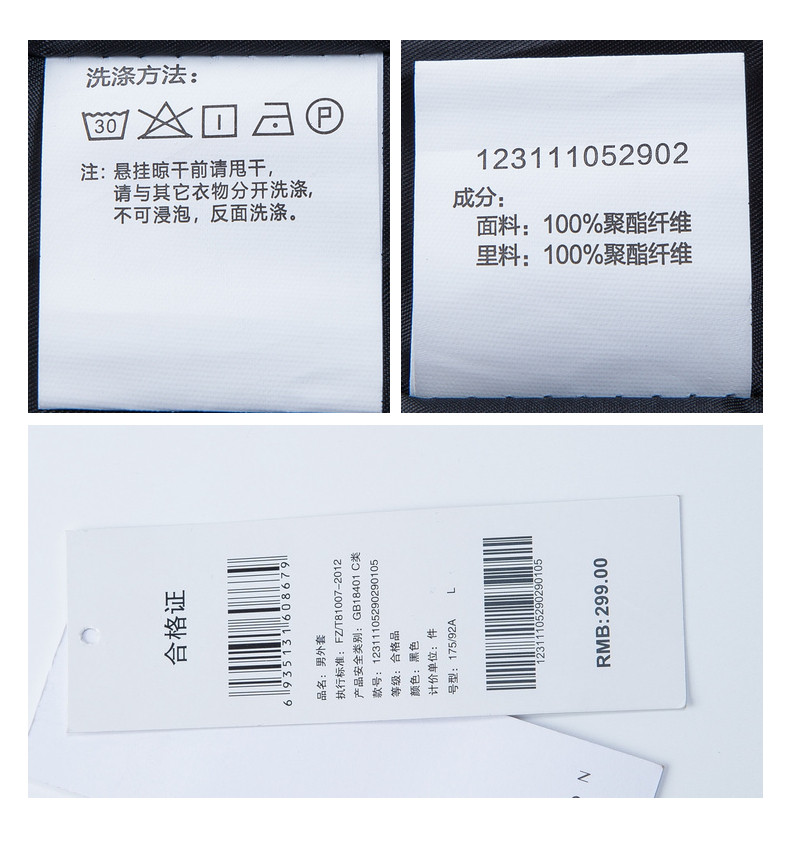 洗涤方法：
30
P
注：悬挂晾干前请甩干，
请与其它衣物分开洗涤，
不可浸泡，反面洗涤。
123111052902
成分：
面料：100%聚酯纤维
里料：100%聚酯纤维
合格证
6935131608679
品名：男外套
执行标准：FZ/T81007-2012
产品安全类别：GB18401 C类
款号：12311105290290105
等级：合格品
颜色：黑色
计价单位：件
号型：175/92A L
12311105290290105
RMB:299.00
N